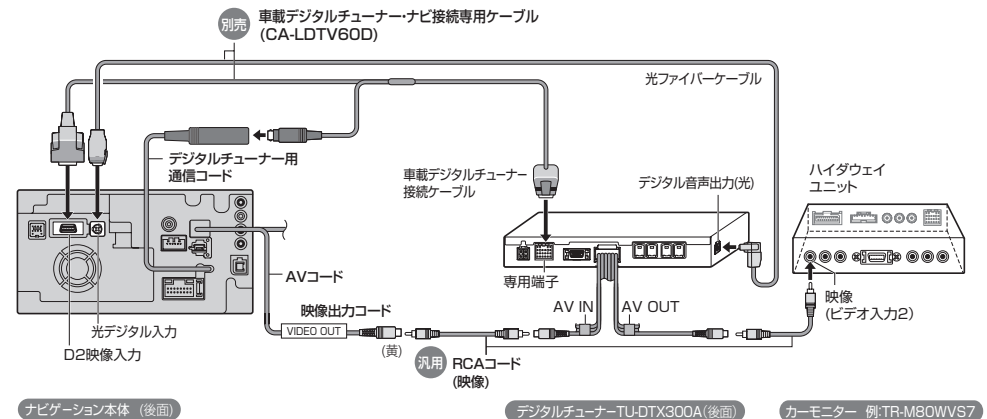 別売
車載デジタルチューナー・ナビ接続専用ケーブル
(CA-LDTV60D)
光ファイバーケーブル
デジタルチューナー用
通信コード
車載デジタルチューナー
接続ケーブル
デジタル音声出力(光)
ハイダウェイ
ユニット
専用端子
AVコード
映像出力コード
VIDEO OUT
(黄)
AV IN
AV OUT
映像
(ビデオ入力2)
光デジタル入力
D2映像入力
汎用
RCAコード
(映像)
ナビゲーション本体 (後面)
デジタルチューナーTU-DTX300A(後面)
カーモニター 例:TR-M80WVS7